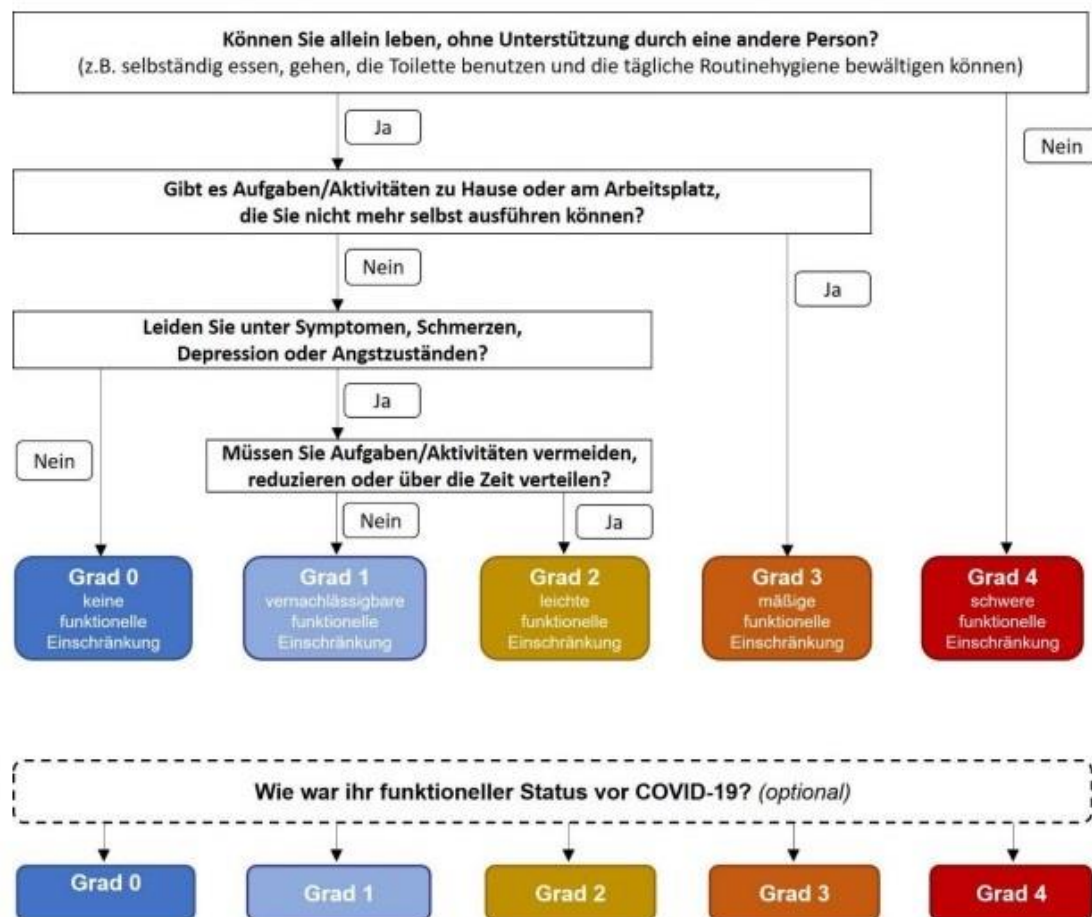 Können Sie allein leben, ohne Unterstützung durch eine andere Person?
(z.B. selbständig essen, gehen, die Toilette benutzen und die tägliche Routinehygiene bewältigen können)
Ja
Nein
Gibt es Aufgaben/Aktivitäten zu Hause oder am Arbeitsplatz,
die Sie nicht mehr selbst ausführen können?
Nein
Ja
Leiden Sie unter Symptomen, Schmerzen,
Depression oder Angstzuständen?
Ja
Nein
Müssen Sie Aufgaben/Aktivitäten vermeiden,
reduzieren oder über die Zeit verteilen?
Nein
Ja
Grad 0
keine
funktionelle
Einschränkung
Grad 1
vernachlässigbare
funktionelle
Einschränkung
Grad 2
leichte
funktionelle
Einschränkung
Grad 3
mäßige
funktionelle
Einschränkung
Grad 4
schwere
funktionelle
Einschränkung
Wie war ihr funktioneller Status vor COVID-19? (optional)
Grad 0
Grad 1
Grad 2
Grad 3
Grad 4